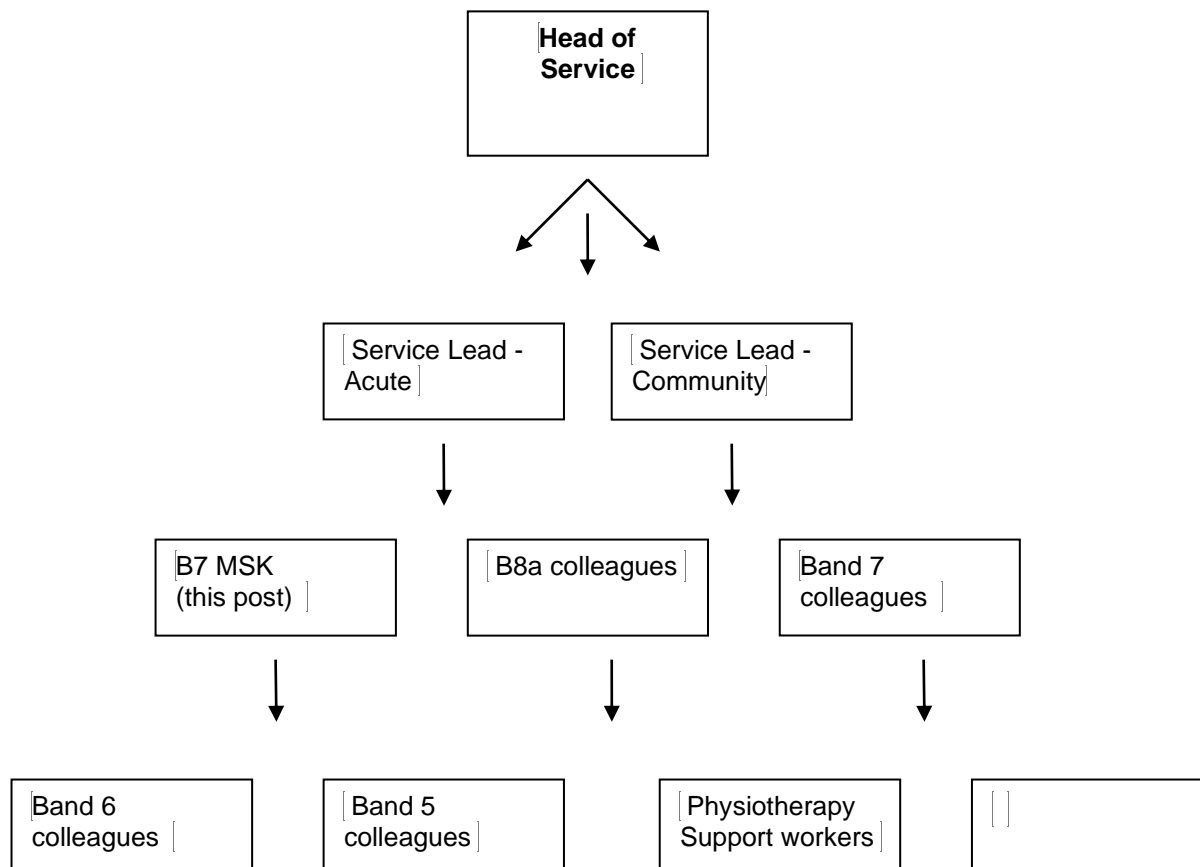 Head of
Service
Service Lead -
Acute
Service Lead -
Community
B7 MSK
(this post)
B8a colleagues
Band 7
colleagues
Band 6
colleagues
Band 5
colleagues
Physiotherapy
Support workers